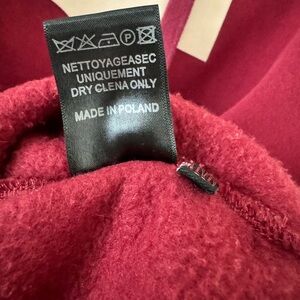 NETTOYAGEASEC
UNIQUEMENT
DRY CLENA ONLY
MADE IN POLAND